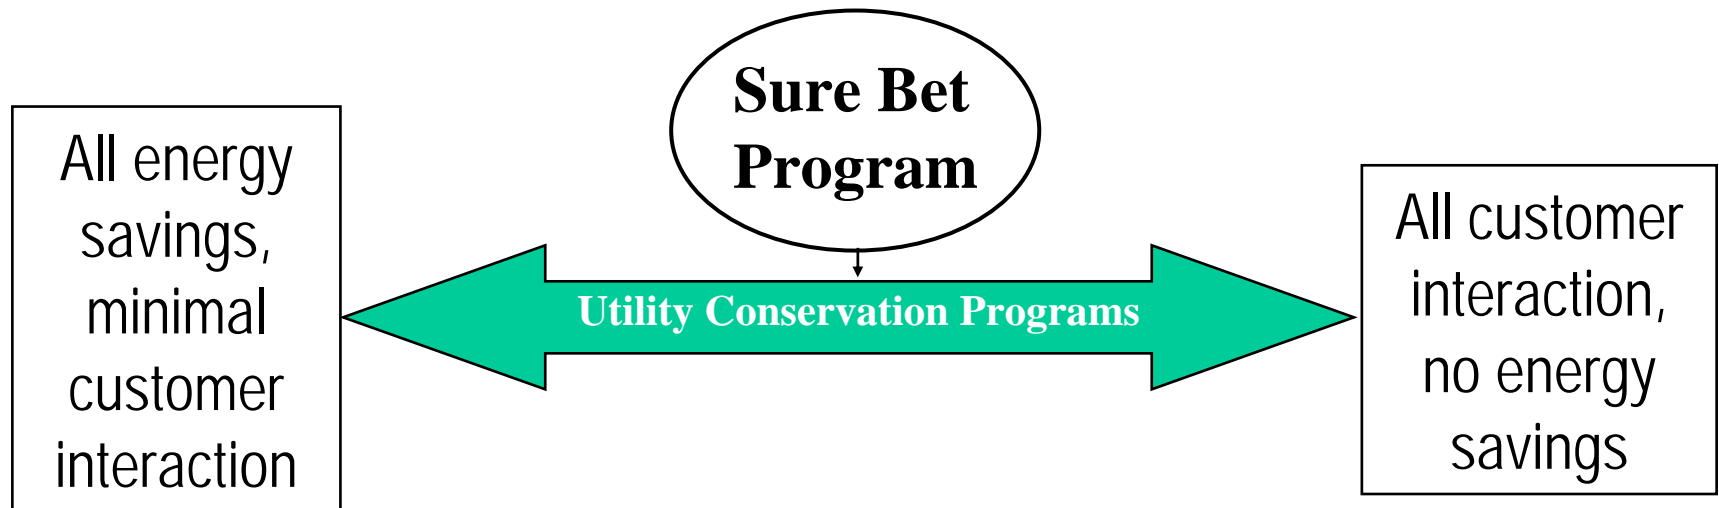 Sure Bet
Program
All energy
savings,
minimal
customer
interaction
Utility Conservation Programs
All customer
interaction,
no energy
savings